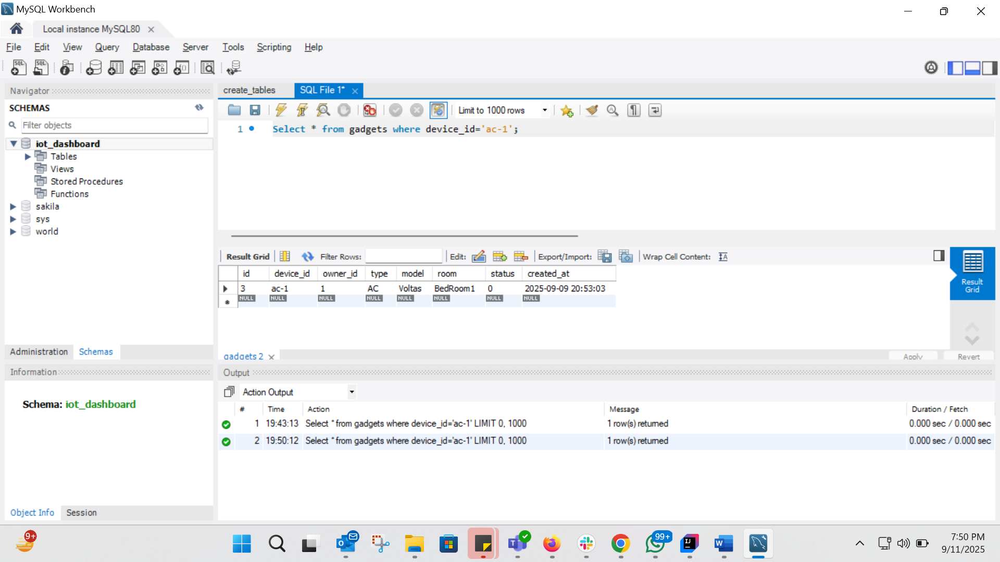 MySQL Workbench
Local instance MySQL80
File Edit View Query Database Server Tools Scripting Help
SQL SQL
Navigator
SCHEMAS
Filter objects
iot_dashboard
Tables
Views
Stored Procedures
Functions
sakila
sys
world
Administration Schemas
Information
Schema: iot_dashboard
Object Info Session
create_tables SQL File 1*
Limit to 1000 rows
1 Select * from gadgets where device_id='ac-1';
Result Grid Filter Rows: Edit: Export/Import: Wrap Cell Content:
id device_id owner_id type model room status created_at
3 ac-1 1 AC Voltas BedRoom1 0 2025-09-09 20:53:03
NULL NULL NULL NULL NULL NULL NULL NULL
Result
Grid
gadgets 2 Apply Revert
Output
Action Output
# Time Action Message Duration / Fetch
1 19:43:13 Select * from gadgets where device_id='ac-1' LIMIT 0, 1000 1 row(s) returned 0.000 sec / 0.000 sec
2 19:50:12 Select * from gadgets where device_id='ac-1' LIMIT 0, 1000 1 row(s) returned 0.000 sec / 0.000 sec
9+
99+
7:50 PM
9/11/2025